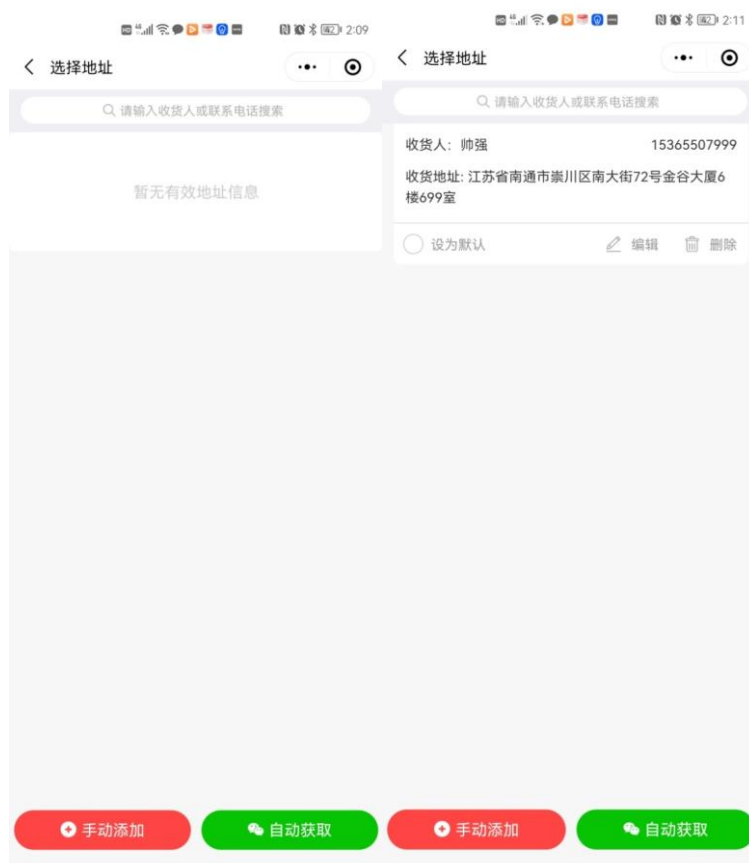 2:09
选择地址
请输入收货人或联系电话搜索
暂无有效地址信息
手动添加
自动获取
2:11
选择地址
请输入收货人或联系电话搜索
收货人: 帅强 15365507999
收货地址: 江苏省南通市崇川区南大街72号金谷大厦6
楼699室
设为默认 编辑 删除
手动添加
自动获取